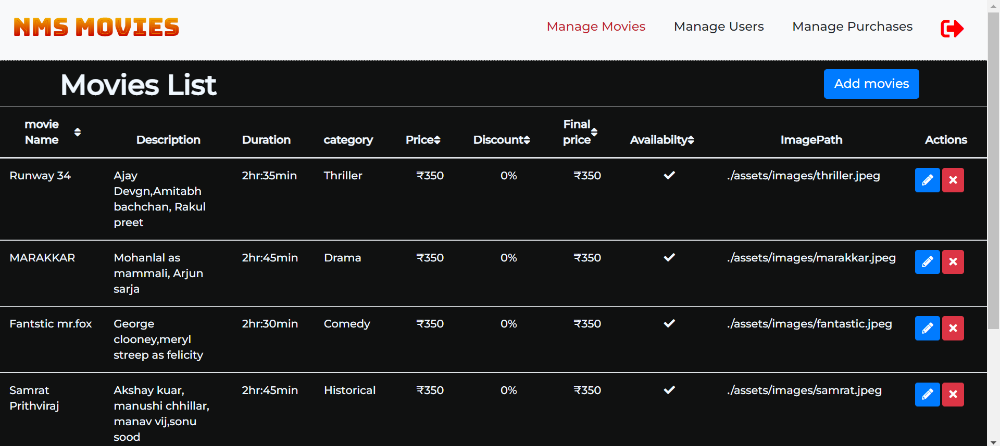 NMS MOVIES
Manage Movies Manage Users Manage Purchases
Movies List
Add movies
movie
Name
Description
Duration
category
Price
Discount
Final
price
Availabilty
ImagePath
Actions
Runway 34
Ajay
Devgn,Amitabh
bachchan, Rakul
preet
2hr:35min
Thriller
₹350
0%
₹350
./assets/images/thriller.jpeg
MARAKKAR
Mohanlal as
mammali, Arjun
sarja
2hr:45min
Drama
₹350
0%
₹350
./assets/images/marakkar.jpeg
Fantstic mr.fox
George
clooney,meryl
streep as felicity
2hr:30min
Comedy
₹350
0%
₹350
./assets/images/fantastic.jpeg
Samrat
Prithviraj
Akshay kuar,
manushi chhillar,
manav vij,sonu
sood
2hr:45min
Historical
₹350
0%
₹350
./assets/images/samrat.jpeg